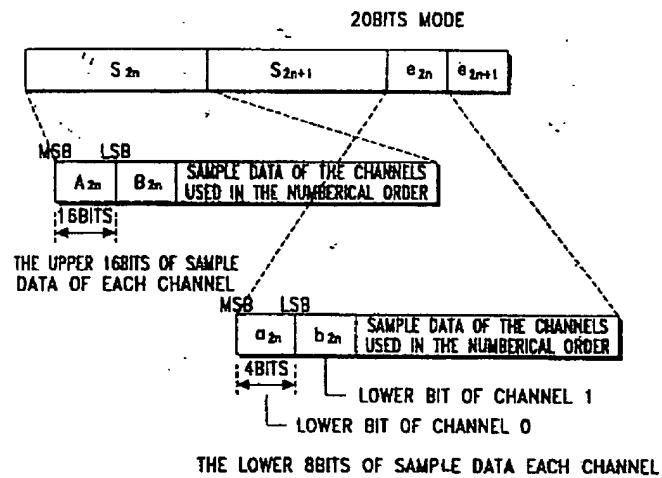 20BITS MODE
S2n S2n+1 e2n e2n+1
MSB LSB
A2n B2n SAMPLE DATA OF THE CHANNELS
USED IN THE NUMBERICAL ORDER
16BITS
THE UPPER 16BITS OF SAMPLE
DATA OF EACH CHANNEL
MSB LSB
a2n b2n SAMPLE DATA OF THE CHANNELS
USED IN THE NUMBERICAL ORDER
4BITS
LOWER BIT OF CHANNEL 1
LOWER BIT OF CHANNEL 0
THE LOWER 8BITS OF SAMPLE DATA EACH CHANNEL